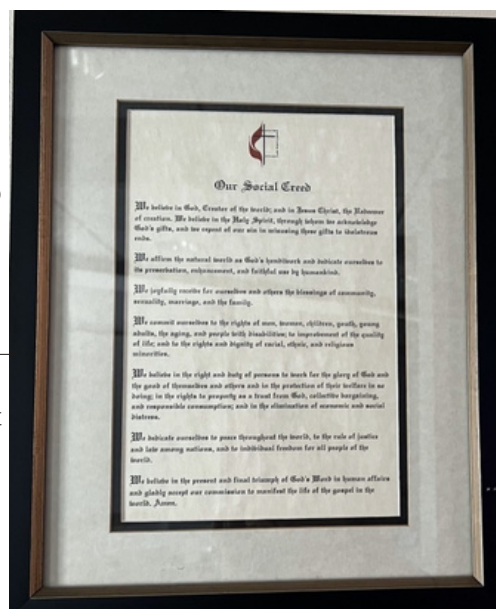 Our Social Creed
We believe in God, Creator of the world; and in Jesus Christ, the Redeemer
of creation. We believe in the Holy Spirit, through whom we acknowledge
God's gifts, and we repent of our sin in misusing these gifts to idolatrous
ends.
We affirm the natural world as God's handiwork and dedicate ourselves to
its preservation, enhancement, and faithful use by humankind.
We joyfully receive for ourselves and others the blessings of community,
sexuality, marriage, and the family.
We commit ourselves to the rights of men, women, children, youth, young
adults, the aging, and people with disabilities; to improvement of the quality
of life; and to the rights and dignity of racial, ethnic, and religious
minorities.
We believe in the right and duty of persons to work for the glory of God and
the good of themselves and others and in the protection of their welfare in so
doing; in the rights to property as a trust from God, collective bargaining,
and responsible consumption; and in the elimination of economic and social
distress.
We dedicate ourselves to peace throughout the world, to the rule of justice
and law among nations, and to individual freedom for all people of the
world.
We believe in the present and final triumph of God's Word in human affairs
and gladly accept our commission to manifest the life of the gospel in the
world. Amen.